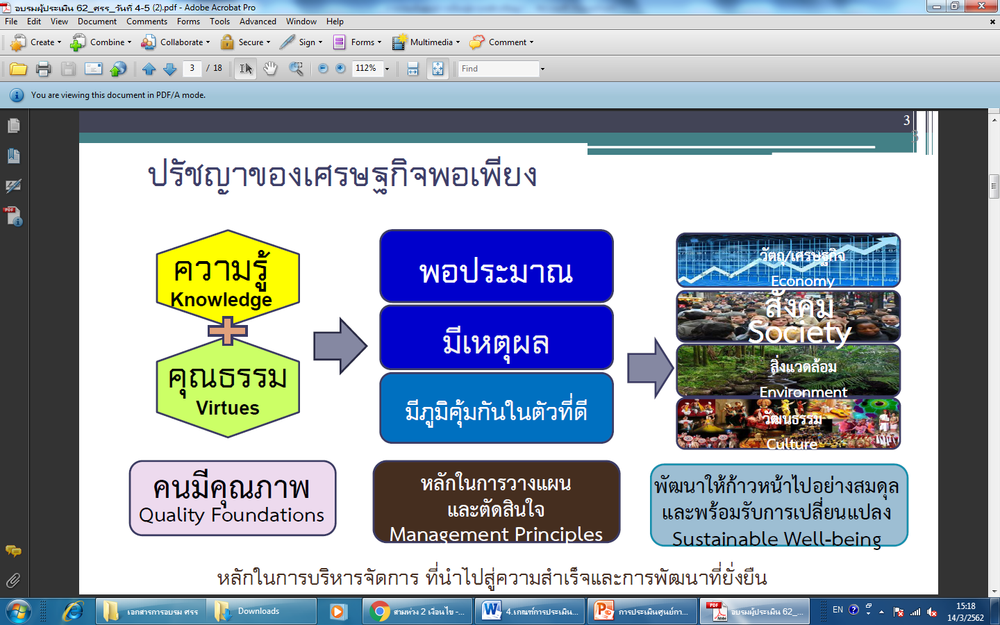 อบรมผู้ประเมิน 62_ศรร_วันที่ 4-5 (2).pdf - Adobe Acrobat Pro
File Edit View Document Comments Forms Tools Advanced Window Help
Create Combine Collaborate Secure Sign Forms Multimedia Comment
3 / 18 112% Find
You are viewing this document in PDF/A mode.
3
3
ปรัชญาของเศรษฐกิจพอเพียง
ความรู้
Knowledge
คุณธรรม
Virtues
พอประมาณ
มีเหตุผล
มีภูมิคุ้มกันในตัวที่ดี
วัตถุ/เศรษฐกิจ
Economy
สังคม
Society
สิ่งแวดล้อม
Environment
วัฒนธรรม
Culture
คนมีคุณภาพ
Quality Foundations
หลักในการวางแผน
และตัดสินใจ
Management Principles
พัฒนาให้ก้าวหน้าไปอย่างสมดุล
และพร้อมรับการเปลี่ยนแปลง
Sustainable Well-being
หลักในการบริหารจัดการ ที่นำไปสู่ความสำเร็จและการพัฒนาที่ยั่งยืน
เอกสารการอบรม ศรร Downloads สามห่วง 2 เงื่อนไข -... 4.เกณฑ์การประเมิน... การประเมินศูนย์กา... อบรมผู้ประเมิน 62_... EN 15:18
14/3/2562